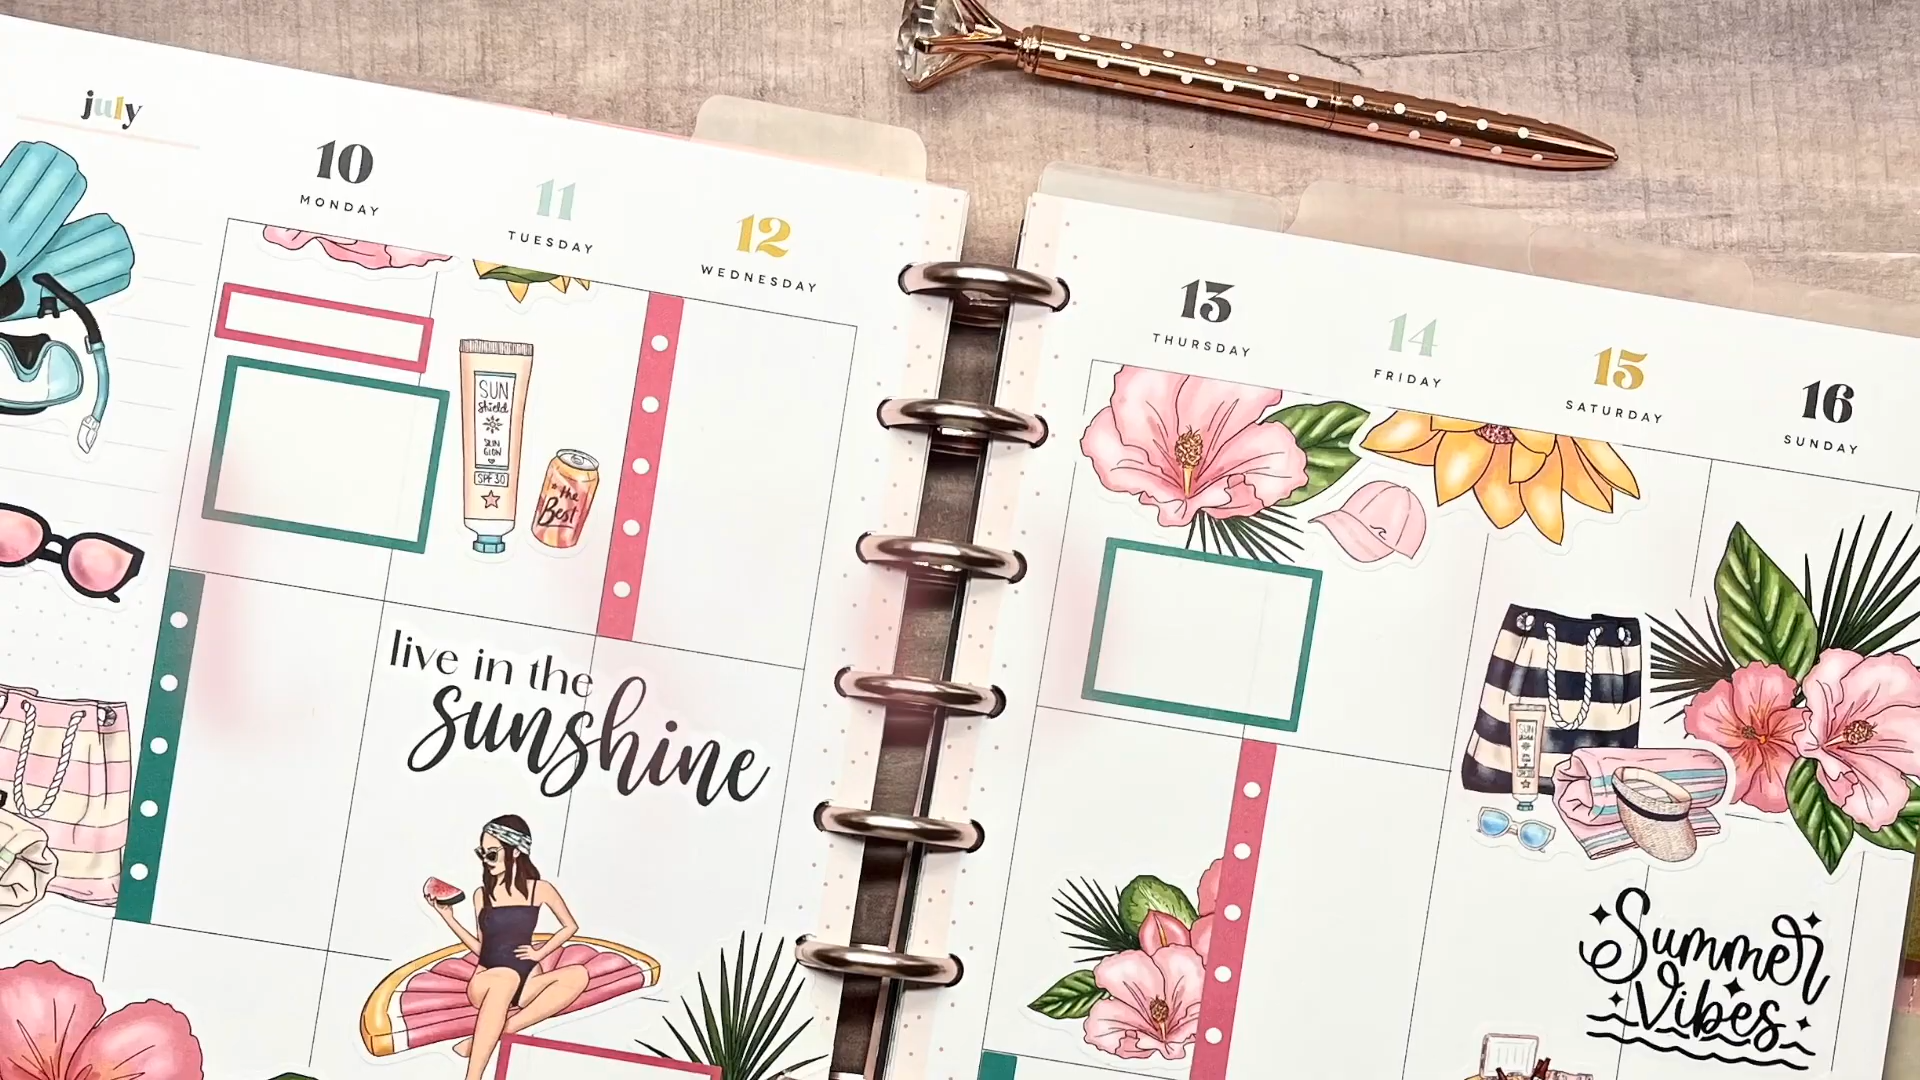 july
10
MONDAY
11
TUESDAY
12
WEDNESDAY
13
THURSDAY
14
FRIDAY
15
SATURDAY
16
SUNDAY
SUN
Shield
SUN
GLOW
SPF 30
the
Best
live in the
sunshine
Summer
Vibes